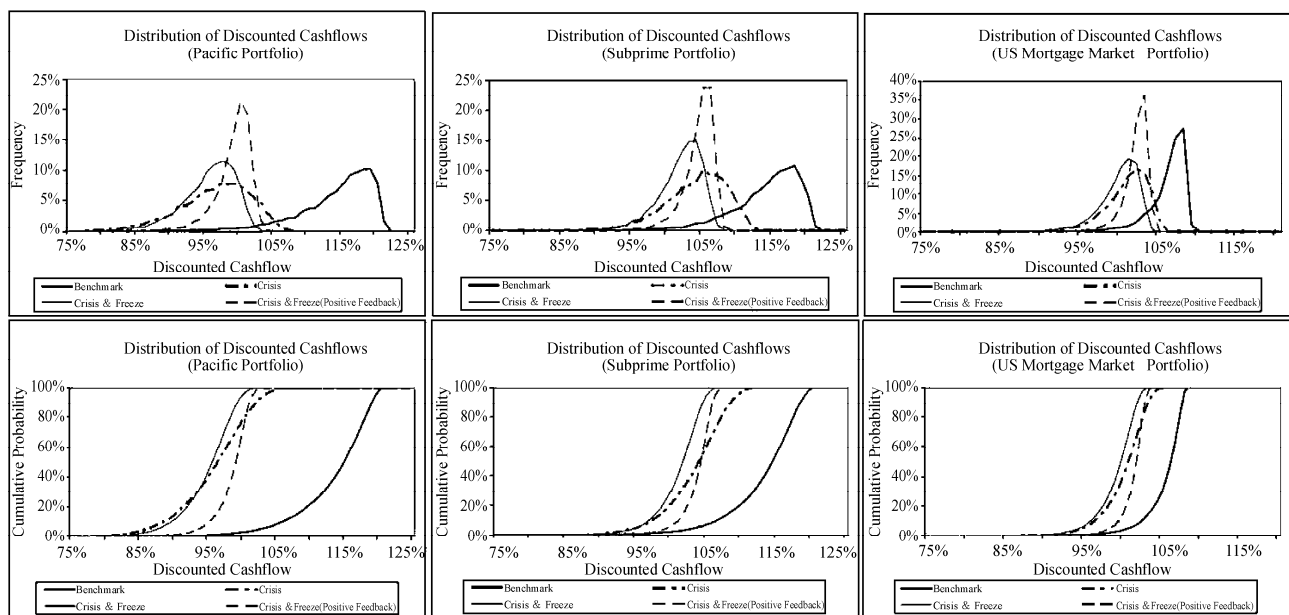 Distribution of Discounted Cashflows
(Pacific Portfolio)
25%
20%
15%
10%
5%
0%
Frequency
75% 85% 95% 105% 115% 125%
Discounted Cashflow
Benchmark Crisis
Crisis & Freeze Crisis & Freeze(Positive Feedback)
Distribution of Discounted Cashflows
(Subprime Portfolio)
25%
20%
15%
10%
5%
0%
Frequency
75% 85% 95% 105% 115% 125%
Discounted Cashflow
Benchmark Crisis
Crisis & Freeze Crisis & Freeze(Positive Feedback)
Distribution of Discounted Cashflows
(US Mortgage Market Portfolio)
40%
35%
30%
25%
20%
15%
10%
5%
0%
Frequency
75% 85% 95% 105% 115%
Discounted Cashflow
Benchmark Crisis
Crisis & Freeze Crisis & Freeze(Positive Feedback)
Distribution of Discounted Cashflows
(Pacific Portfolio)
100%
80%
60%
40%
20%
0%
Cumulative Probability
75% 85% 95% 105% 115% 125%
Discounted Cashflow
Benchmark Crisis
Crisis & Freeze Crisis & Freeze(Positive Feedback)
Distribution of Discounted Cashflows
(Subprime Portfolio)
100%
80%
60%
40%
20%
0%
Cumulative Probability
75% 85% 95% 105% 115% 125%
Discounted Cashflow
Benchmark Crisis
Crisis & Freeze Crisis & Freeze(Positive Feedback)
Distribution of Discounted Cashflows
(US Mortgage Market Portfolio)
100%
80%
60%
40%
20%
0%
Cumulative Probability
75% 85% 95% 105% 115%
Discounted Cashflow
Benchmark Crisis
Crisis & Freeze Crisis & Freeze(Positive Feedback)